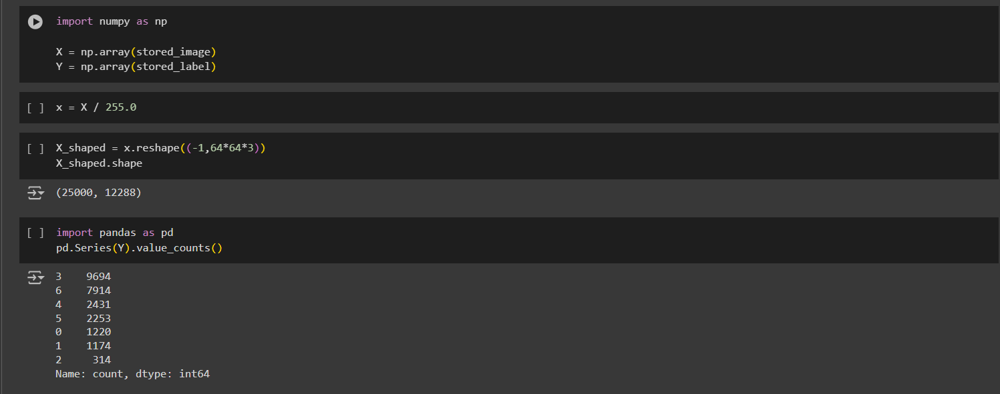 import numpy as np
X = np.array(stored_image)
Y = np.array(stored_label)
[ ] x = X / 255.0
[ ] X_shaped = x.reshape((-1,64*64*3))
X_shaped.shape
(25000, 12288)
[ ] import pandas as pd
pd.Series(Y).value_counts()
3    9694
6    7914
4    2431
5    2253
0    1220
1    1174
2     314
Name: count, dtype: int64